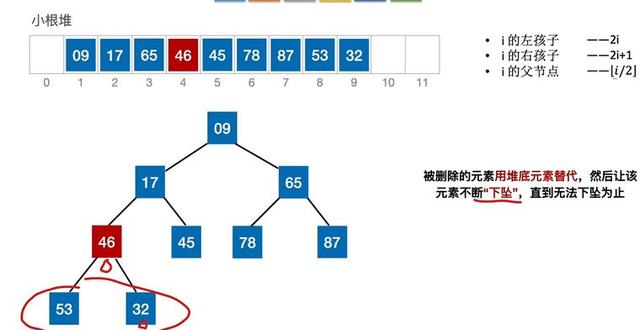 小根堆
09 17 65 46 45 78 87 53 32
0 1 2 3 4 5 6 7 8 9 10 11
• i 的左孩子 ——2i
• i 的右孩子 ——2i+1
• i 的父节点 ——⌊i/2⌋
09
17 65
被删除的元素用堆底元素替代，然后让该
元素不断“下坠”，直到无法下坠为止
46 45 78 87
53 32